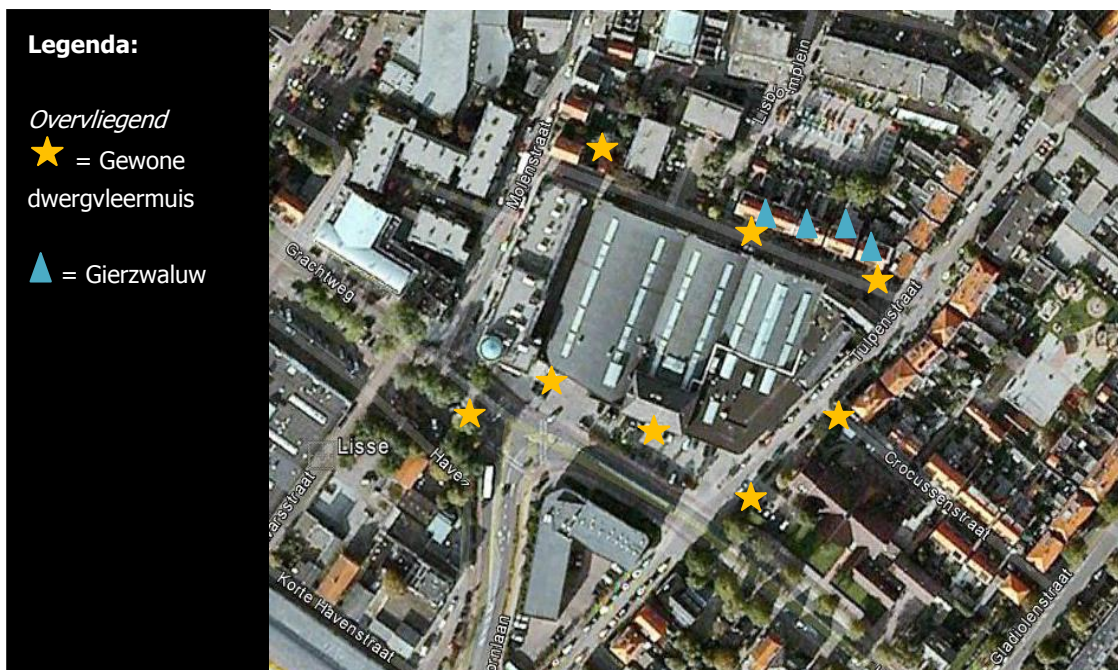 Legenda:
Overvliegend
= Gewone
dwergvleermuis
= Gierzwaluw
Molenstraat
Grachtweg
Tulpenstraat
Lisse
Crocussenstraat
Korte Havenstraat
Gladiolenstraat